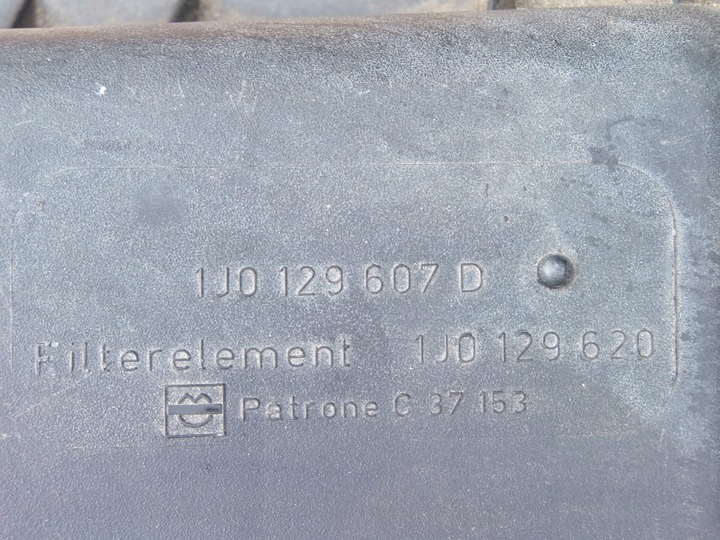 1J0 129 607 D
Filterelement 1J0 129 620
Patrone C 37 153